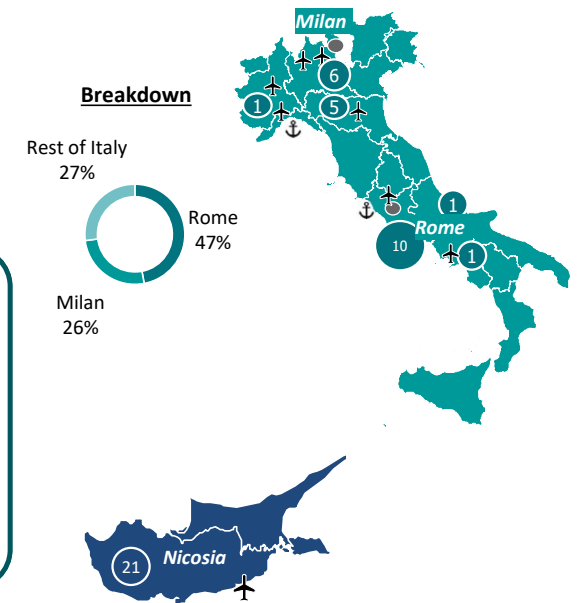 Milan
6
Breakdown
1
5
Rest of Italy
27%
Rome
47%
1
Rome
10
1
Milan
26%
21
Nicosia